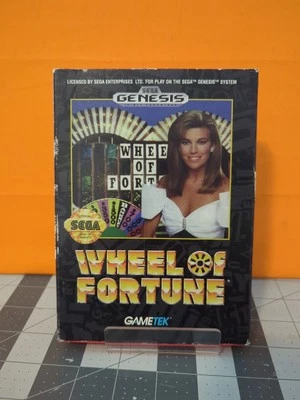 LICENSED BY SEGA ENTERPRISES LTD. FOR PLAY ON THE SEGA™ GENESIS™ SYSTEM
SEGA
GENESIS
WHEEL
OF
FORT
SEGA
WHEEL OF
FORTUNE
GAMETEK